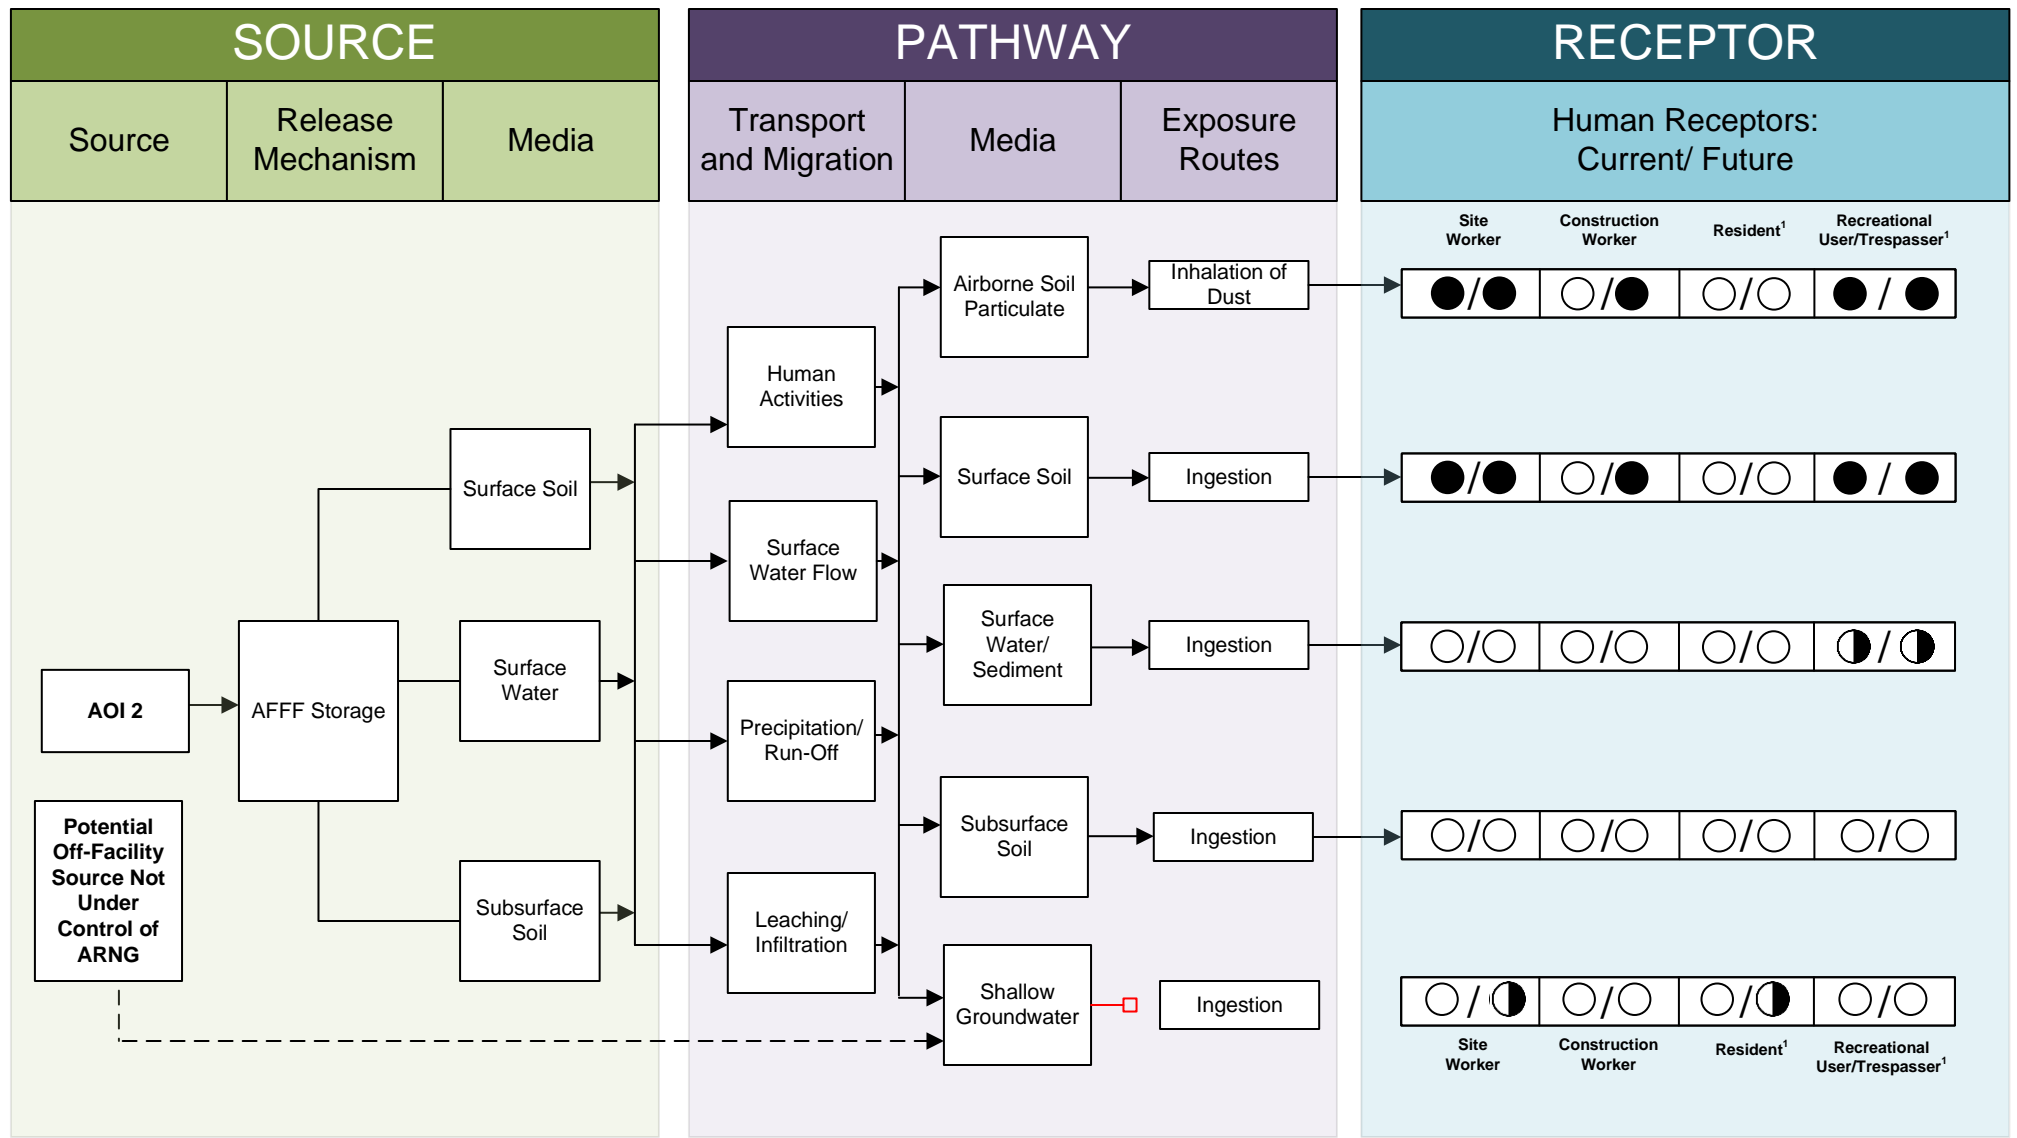 SOURCE
PATHWAY
RECEPTOR
Source
Release
Mechanism
Media
Transport
and Migration
Media
Exposure
Routes
Human Receptors:
Current/ Future
Site
Worker
Construction
Worker
Resident¹
Recreational
User/Trespasser¹
Airborne Soil
Particulate
Inhalation of
Dust
Human
Activities
Surface Soil
Surface Soil
Ingestion
Surface
Water Flow
Surface
Water/
Sediment
Ingestion
Surface
Water
AOI 2
AFFF Storage
Precipitation/
Run-Off
Subsurface
Soil
Ingestion
Potential
Off-Facility
Source Not
Under
Control of
ARNG
Subsurface
Soil
Leaching/
Infiltration
Shallow
Groundwater
Ingestion
Site
Worker
Construction
Worker
Resident¹
Recreational
User/Trespasser¹